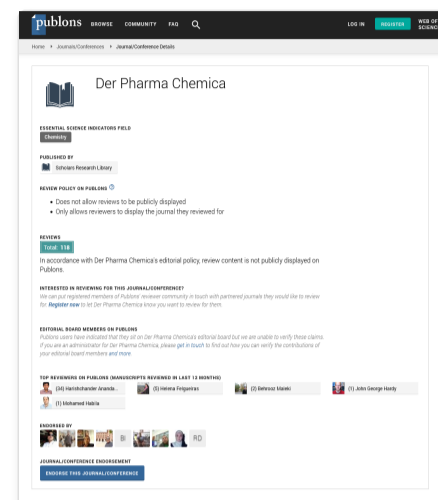 publons BROWSE COMMUNITY FAQ LOG IN REGISTER WEB OF SCIENCE
Home Journals/Conferences Journal/Conference Details
Der Pharma Chemica
ESSENTIAL SCIENCE INDICATORS FIELD
Chemistry
PUBLISHED BY
Scholars Research Library
REVIEW POLICY ON PUBLONS
• Does not allow reviews to be publicly displayed
• Only allows reviewers to display the journal they reviewed for
REVIEWS
Total: 118
In accordance with Der Pharma Chemica's editorial policy, review content is not publicly displayed on
Publons.
INTERESTED IN REVIEWING FOR THIS JOURNAL/CONFERENCE?
We can put registered members of Publons' reviewer community in touch with partnered journals they would like to review
for. Register now to let Der Pharma Chemica know you want to review for them.
EDITORIAL BOARD MEMBERS ON PUBLONS
Publons users have indicated that they sit on Der Pharma Chemica's editorial board but we are unable to verify these claims.
If you are an administrator for Der Pharma Chemica, please get in touch to find out how you can verify the contributions of
your editorial board members and more.
TOP REVIEWERS ON PUBLONS (MANUSCRIPTS REVIEWED IN LAST 12 MONTHS)
(34) Harishchander Ananda... (5) Helena Felgueiras (2) Behrouz Maleki (1) John George Hardy
(1) Mohamed Habila
ENDORSED BY
BI RD
JOURNAL/CONFERENCE ENDORSEMENT
ENDORSE THIS JOURNAL/CONFERENCE